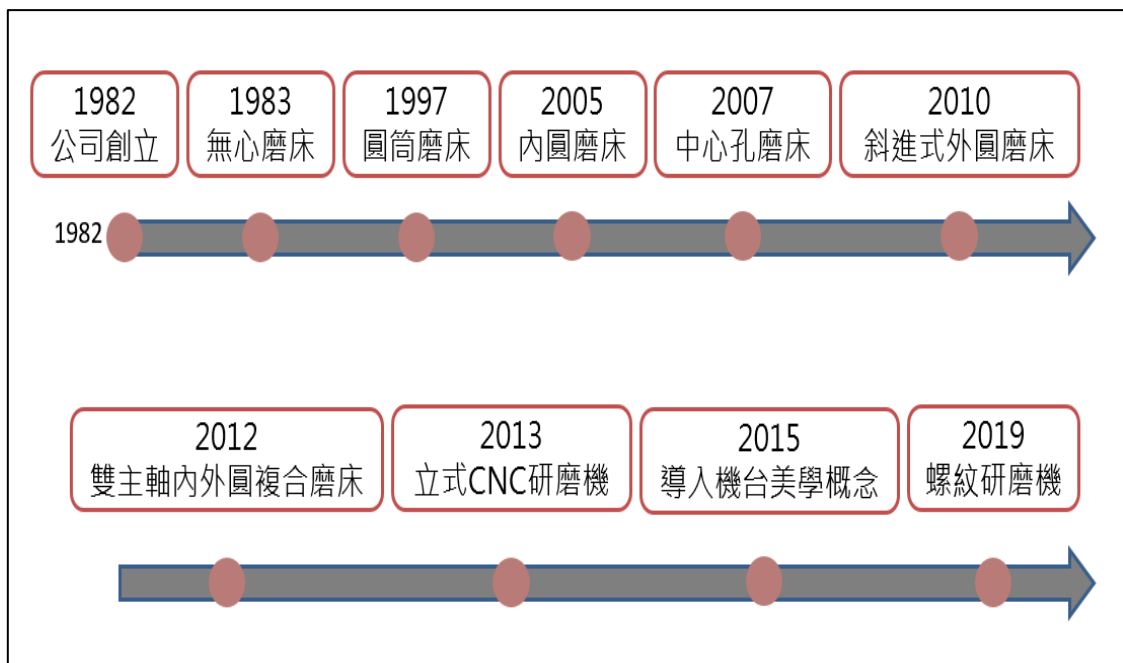 1982
公司創立
1983
無心磨床
1997
圓筒磨床
2005
內圓磨床
2007
中心孔磨床
2010
斜進式外圓磨床
1982
2012
雙主軸內外圓複合磨床
2013
立式CNC研磨機
2015
導入機台美學概念
2019
螺紋研磨機